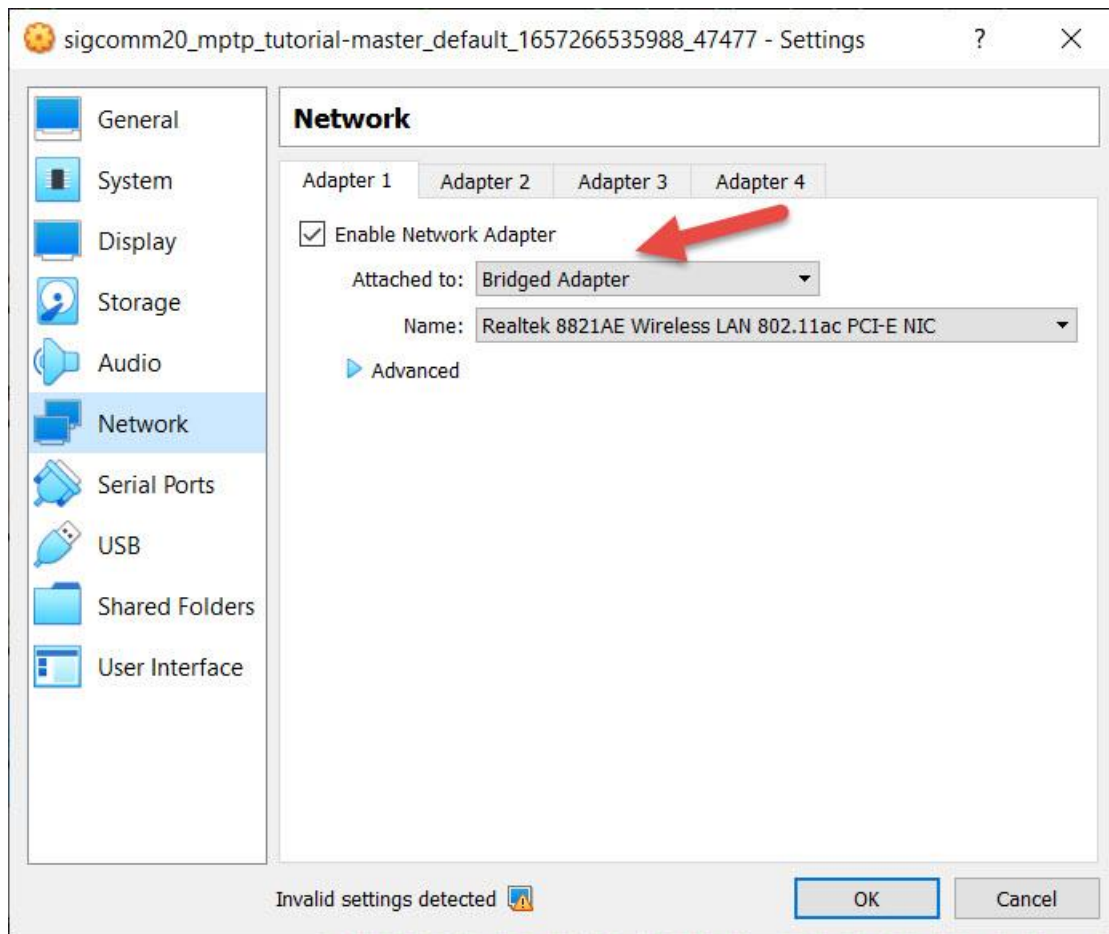 sigcomm20_mptp_tutorial-master_default_1657266535988_47477 - Settings ?
General
System
Display
Storage
Audio
Network
Serial Ports
USB
Shared Folders
User Interface
Network
Adapter 1 Adapter 2 Adapter 3 Adapter 4
Enable Network Adapter
Attached to: Bridged Adapter
Name: Realtek 8821AE Wireless LAN 802.11ac PCI-E NIC
Advanced
Invalid settings detected OK Cancel